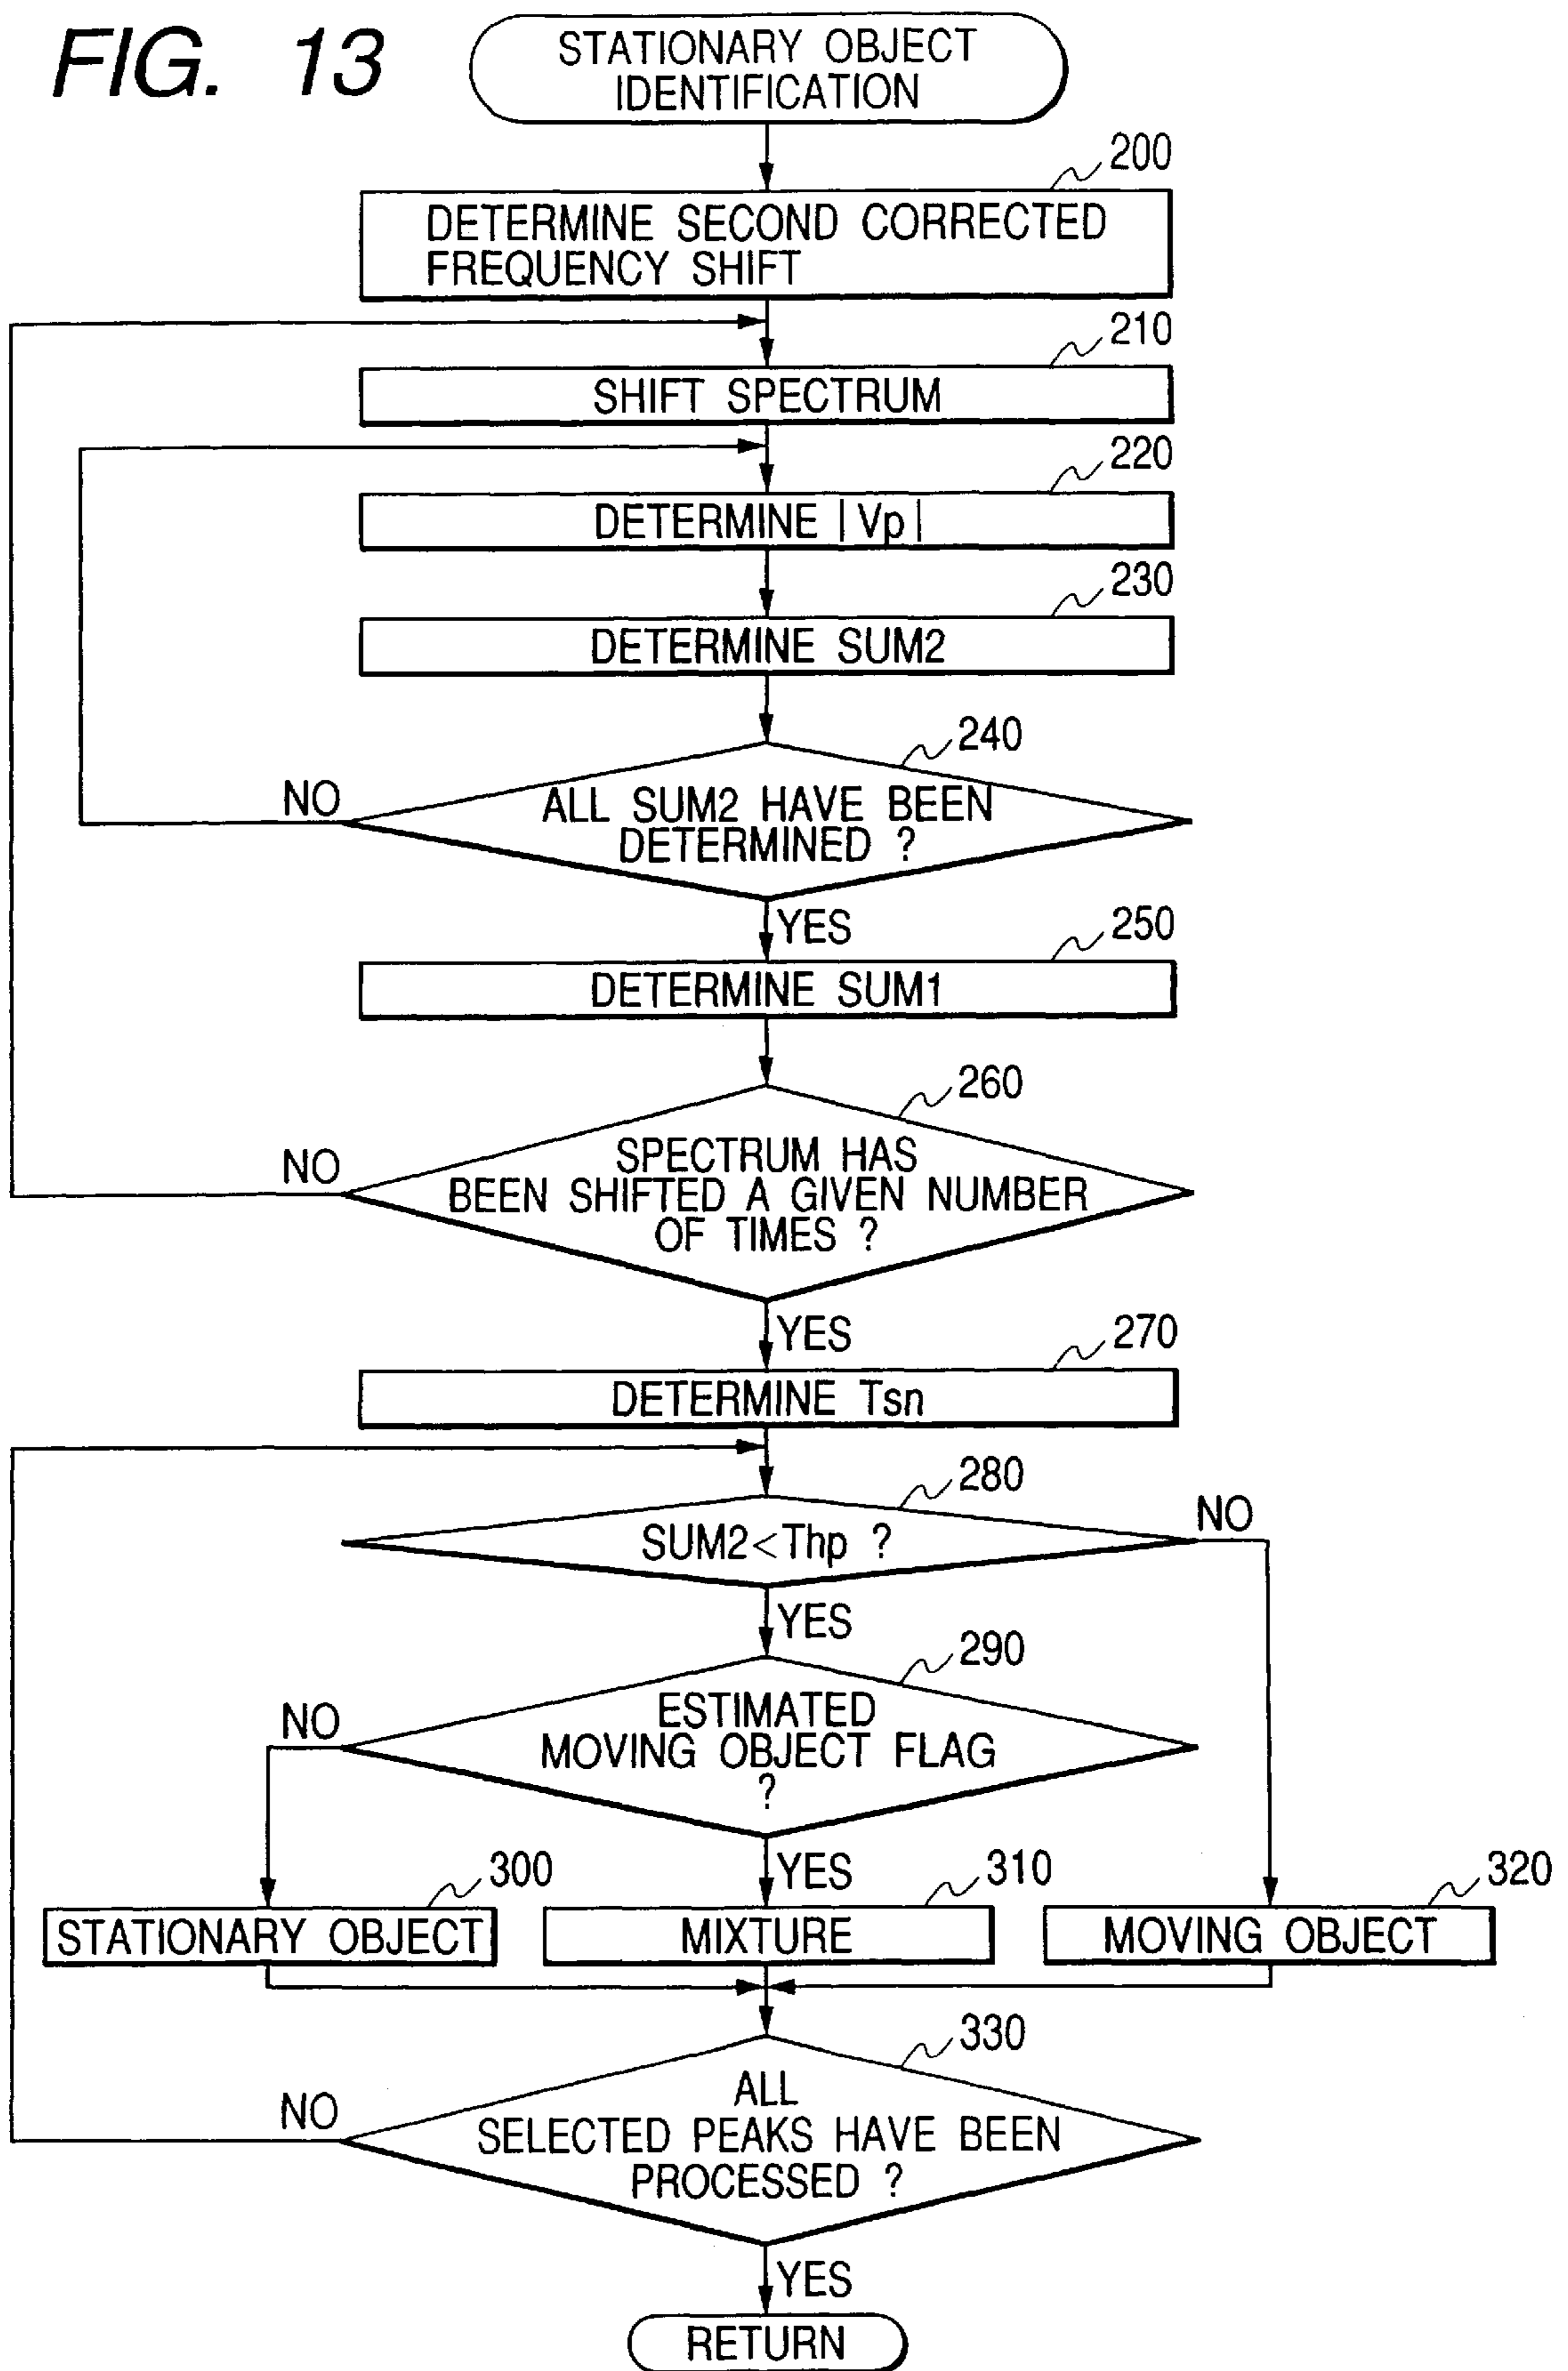 FIG. 13
STATIONARY OBJECT
IDENTIFICATION
200
DETERMINE SECOND CORRECTED
FREQUENCY SHIFT
210
SHIFT SPECTRUM
220
DETERMINE |Vp|
230
DETERMINE SUM2
240
NO
ALL SUM2 HAVE BEEN
DETERMINED ?
YES
250
DETERMINE SUM1
260
NO
SPECTRUM HAS
BEEN SHIFTED A GIVEN NUMBER
OF TIMES ?
YES
270
DETERMINE Tsn
280
NO
SUM2<Thp ?
YES
290
NO
ESTIMATED
MOVING OBJECT FLAG
?
YES
300
310
320
STATIONARY OBJECT
MIXTURE
MOVING OBJECT
330
NO
ALL
SELECTED PEAKS HAVE BEEN
PROCESSED ?
YES
RETURN